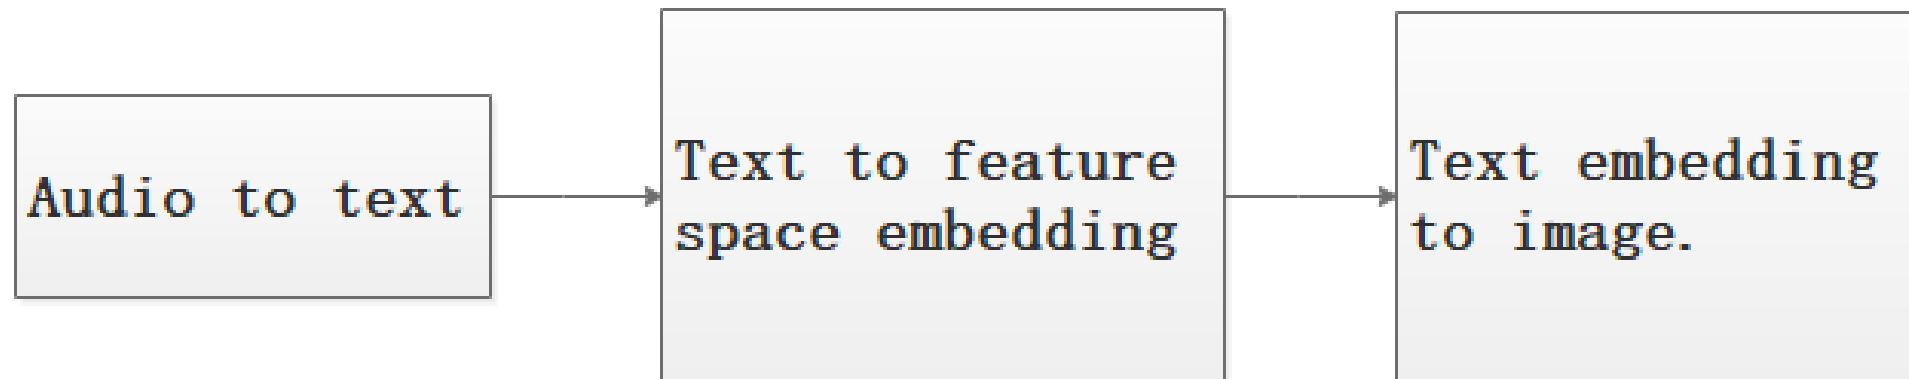 Audio to text
Text to feature
space embedding
Text embedding
to image.